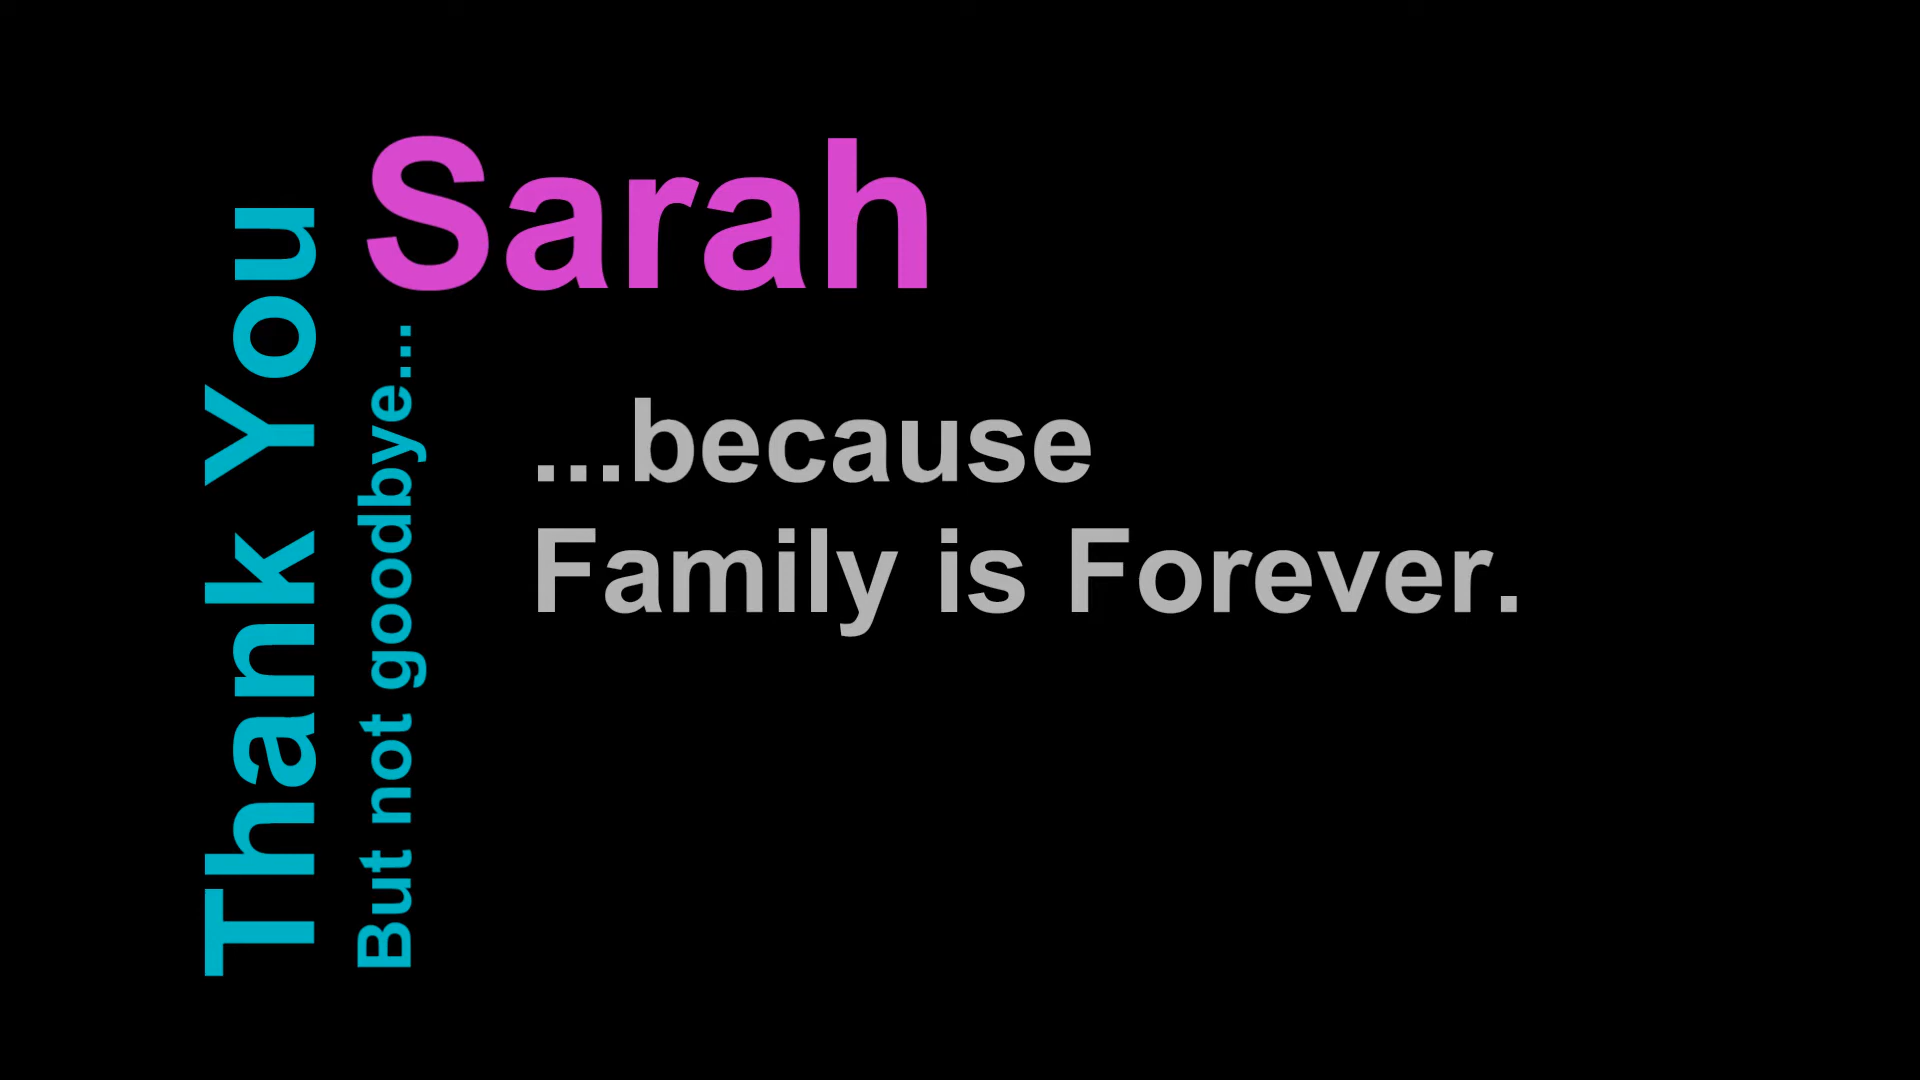 Thank You
Sarah
But not goodbye...
...because
Family is Forever.